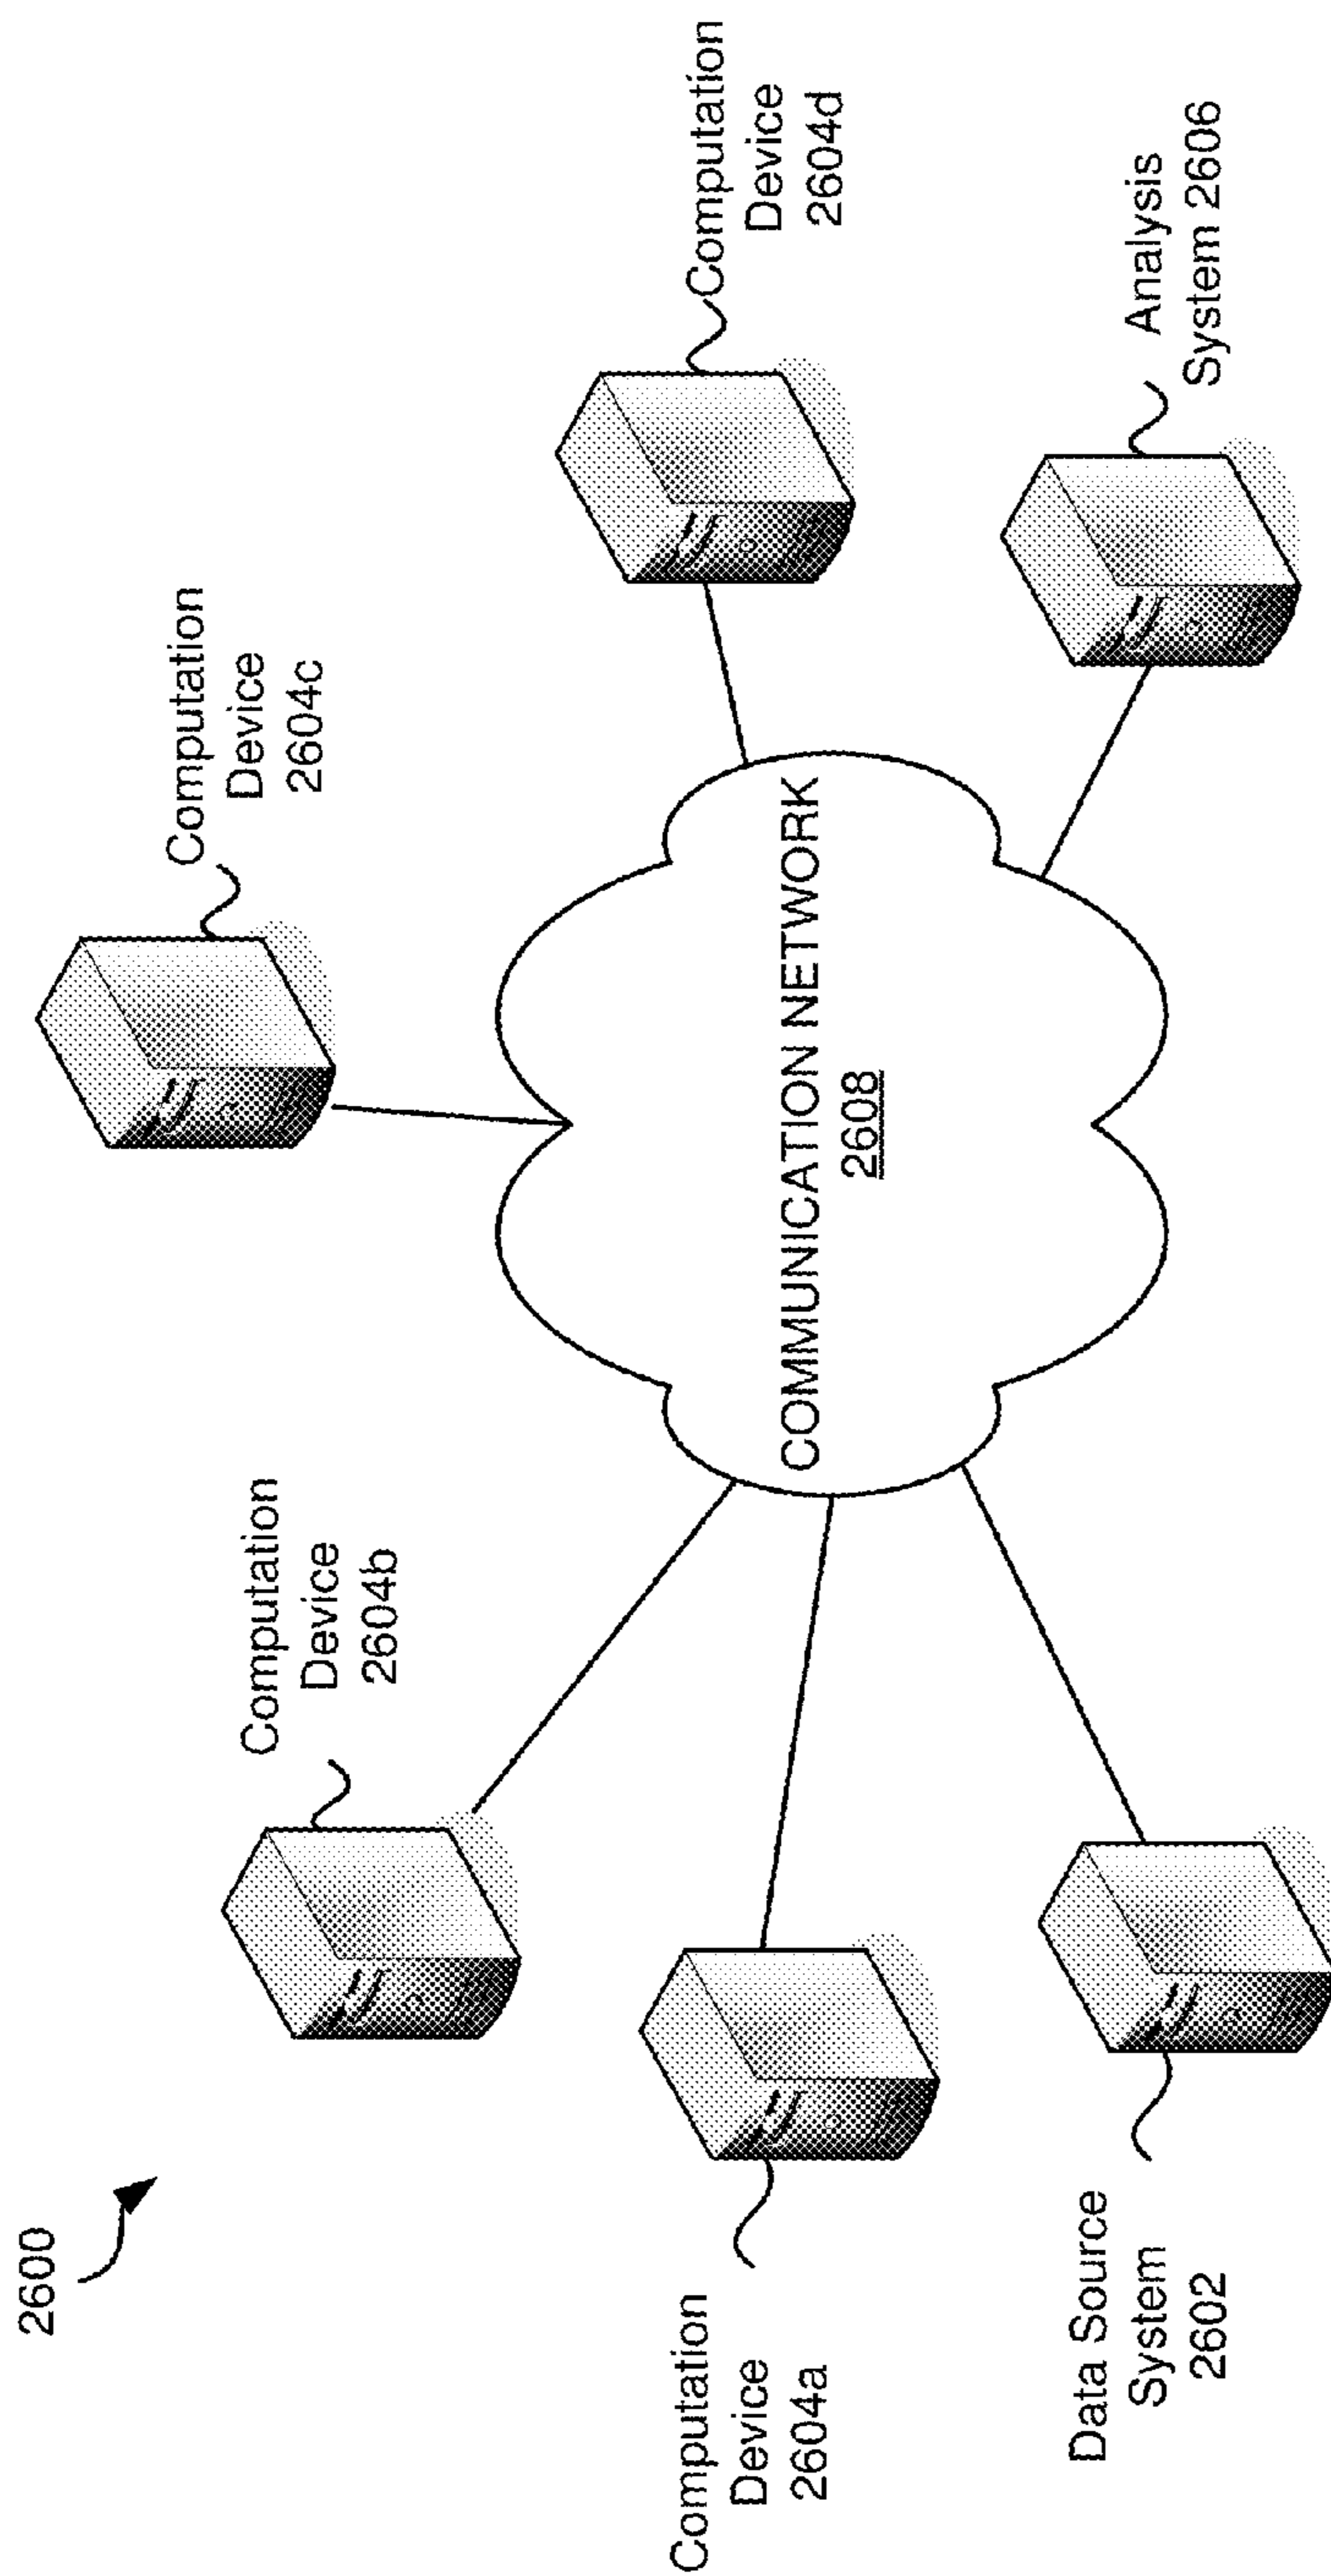 2600
Computation
Device
2604c
Computation
Device
2604b
Computation
Device
2604d
Computation
Device
2604a
COMMUNICATION NETWORK
2608
Data Source
System
2602
Analysis
System 2606